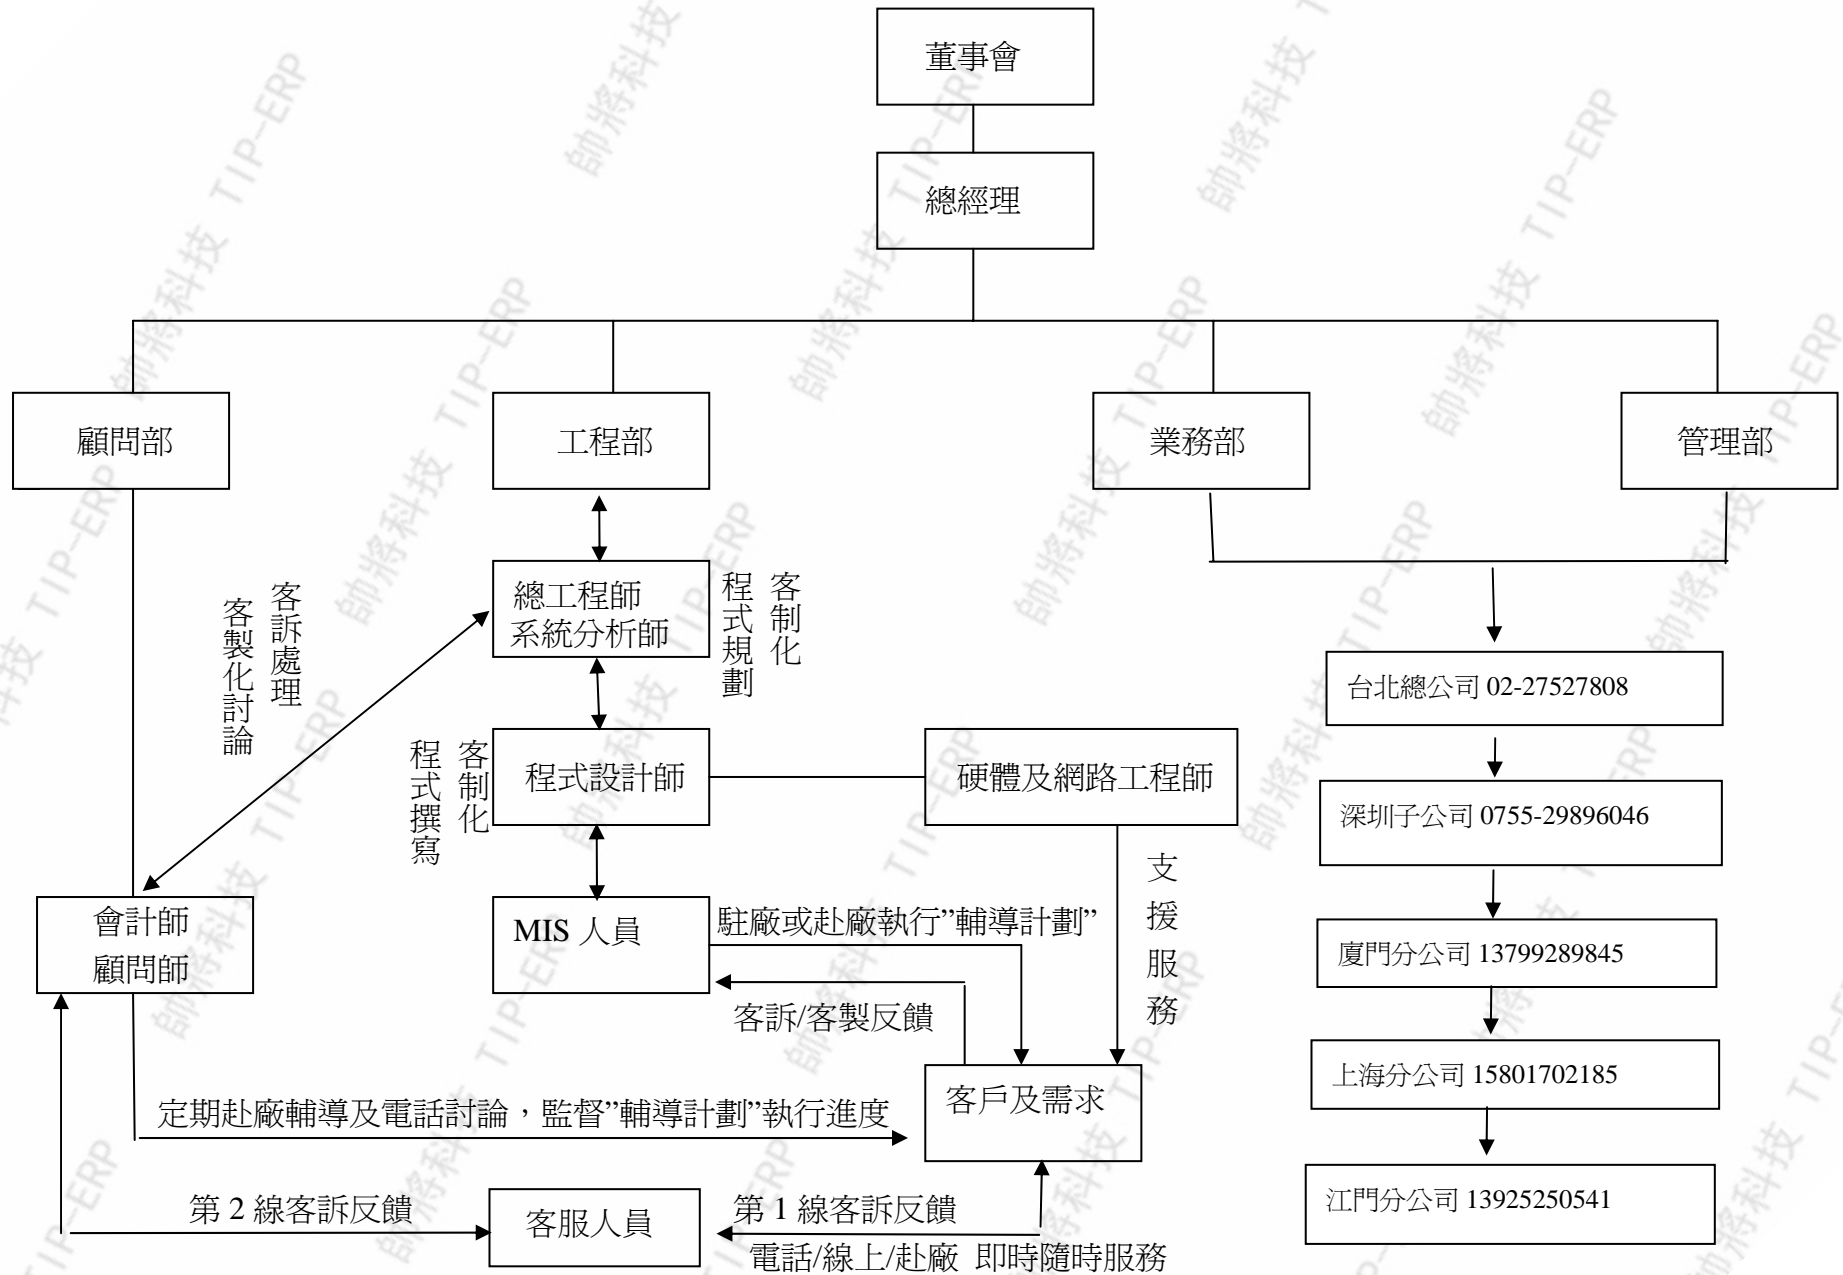 董事會
總經理
顧問部
工程部
業務部
管理部
總工程師
系統分析師
客制化
程式規劃
客訴處理
客製化討論
程式設計師
客制化
程式撰寫
硬體及網路工程師
支援服務
會計師
顧問師
MIS 人員
駐廠或赴廠執行”輔導計劃”
客訴/客製反饋
客戶及需求
定期赴廠輔導及電話討論，監督”輔導計劃”執行進度
第 2 線客訴反饋
客服人員
第 1 線客訴反饋
電話/線上/赴廠 即時隨時服務
台北總公司 02-27527808
深圳子公司 0755-29896046
廈門分公司 13799289845
上海分公司 15801702185
江門分公司 13925250541
帥將科技 TIP-ERP